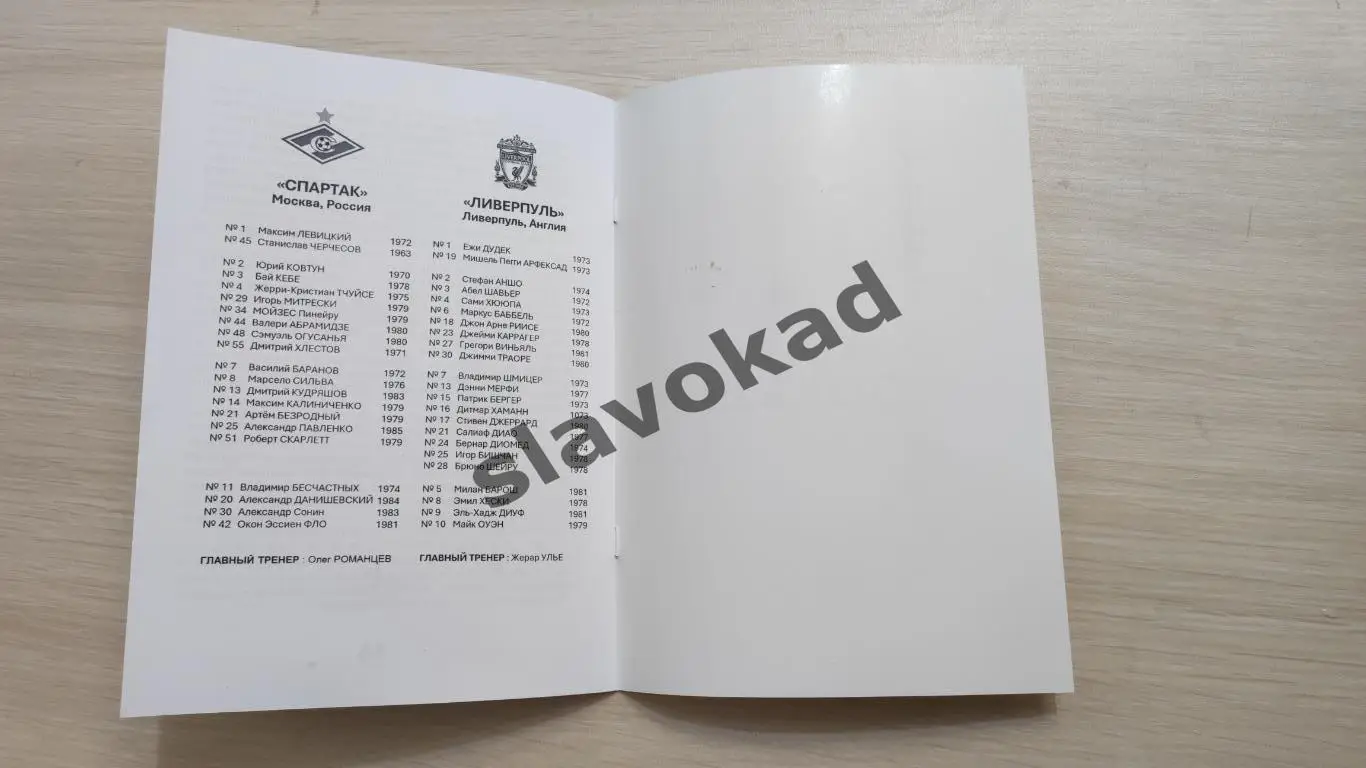 «СПАРТАК»
Москва, Россия
№ 1 Максим ЛЕВИЦКИЙ 1972
№ 45 Станислав ЧЕРЧЕСОВ 1963
№ 2 Юрий КОВТУН 1970
№ 3 Бай КЕБЕ 1978
№ 4 Жерри-Кристиан ТЧУЙСЕ 1975
№ 29 Игорь МИТРЕСКИ 1979
№ 34 МОЙЗЕС Пинейру 1979
№ 44 Валери АБРАМИДЗЕ 1980
№ 48 Сэмуэль ОГУСАНЬЯ 1980
№ 55 Дмитрий ХЛЕСТОВ 1971
№ 7 Василий БАРАНОВ 1972
№ 8 Марсело СИЛЬВА 1976
№ 13 Дмитрий КУДРЯШОВ 1983
№ 14 Максим КАЛИНИЧЕНКО 1979
№ 21 Артём БЕЗРОДНЫЙ 1979
№ 25 Александр ПАВЛЕНКО 1985
№ 51 Роберт СКАРЛЕТТ 1979
№ 11 Владимир БЕСЧАСТНЫХ 1974
№ 20 Александр ДАНИШЕВСКИЙ 1984
№ 30 Александр Сонин 1983
№ 42 Окон Эссиен ФЛО 1981
ГЛАВНЫЙ ТРЕНЕР : Олег РОМАНЦЕВ
LIVERPOOL
«ЛИВЕРПУЛЬ»
Ливерпуль, Англия
№ 1 Ежи ДУДЕК 1973
№ 19 Мишель Пегги АРФЕКСАД 1973
№ 2 Стефан АНШО 1974
№ 3 Абел ШАВЬЕР 1972
№ 4 Сами ХЮЮПА 1973
№ 6 Маркус БАББЕЛЬ 1972
№ 18 Джон Арне РИИСЕ 1980
№ 23 Джейми КАРРАГЕР 1978
№ 27 Грегори ВИНЬЯЛЬ 1981
№ 30 Джимми ТРАОРЕ 1980
№ 7 Владимир ШМИЦЕР 1973
№ 13 Дэнни МЕРФИ 1977
№ 15 Патрик БЕРГЕР 1973
№ 16 Дитмар ХАМАНН 1973
№ 17 Стивен ДЖЕРРАРД 1980
№ 21 Салиаф ДИАО 1977
№ 24 Бернар ДИОМЕД 1974
№ 25 Игор БИШЧАН 1978
№ 28 Брюно ШЕЙРУ 1978
№ 5 Милан БАРОШ 1981
№ 8 Эмил ХЕСКИ 1978
№ 9 Эль-Хадж ДИУФ 1981
№ 10 Майк ОУЭН 1979
ГЛАВНЫЙ ТРЕНЕР : Жерар УЛЬЕ
slavokad